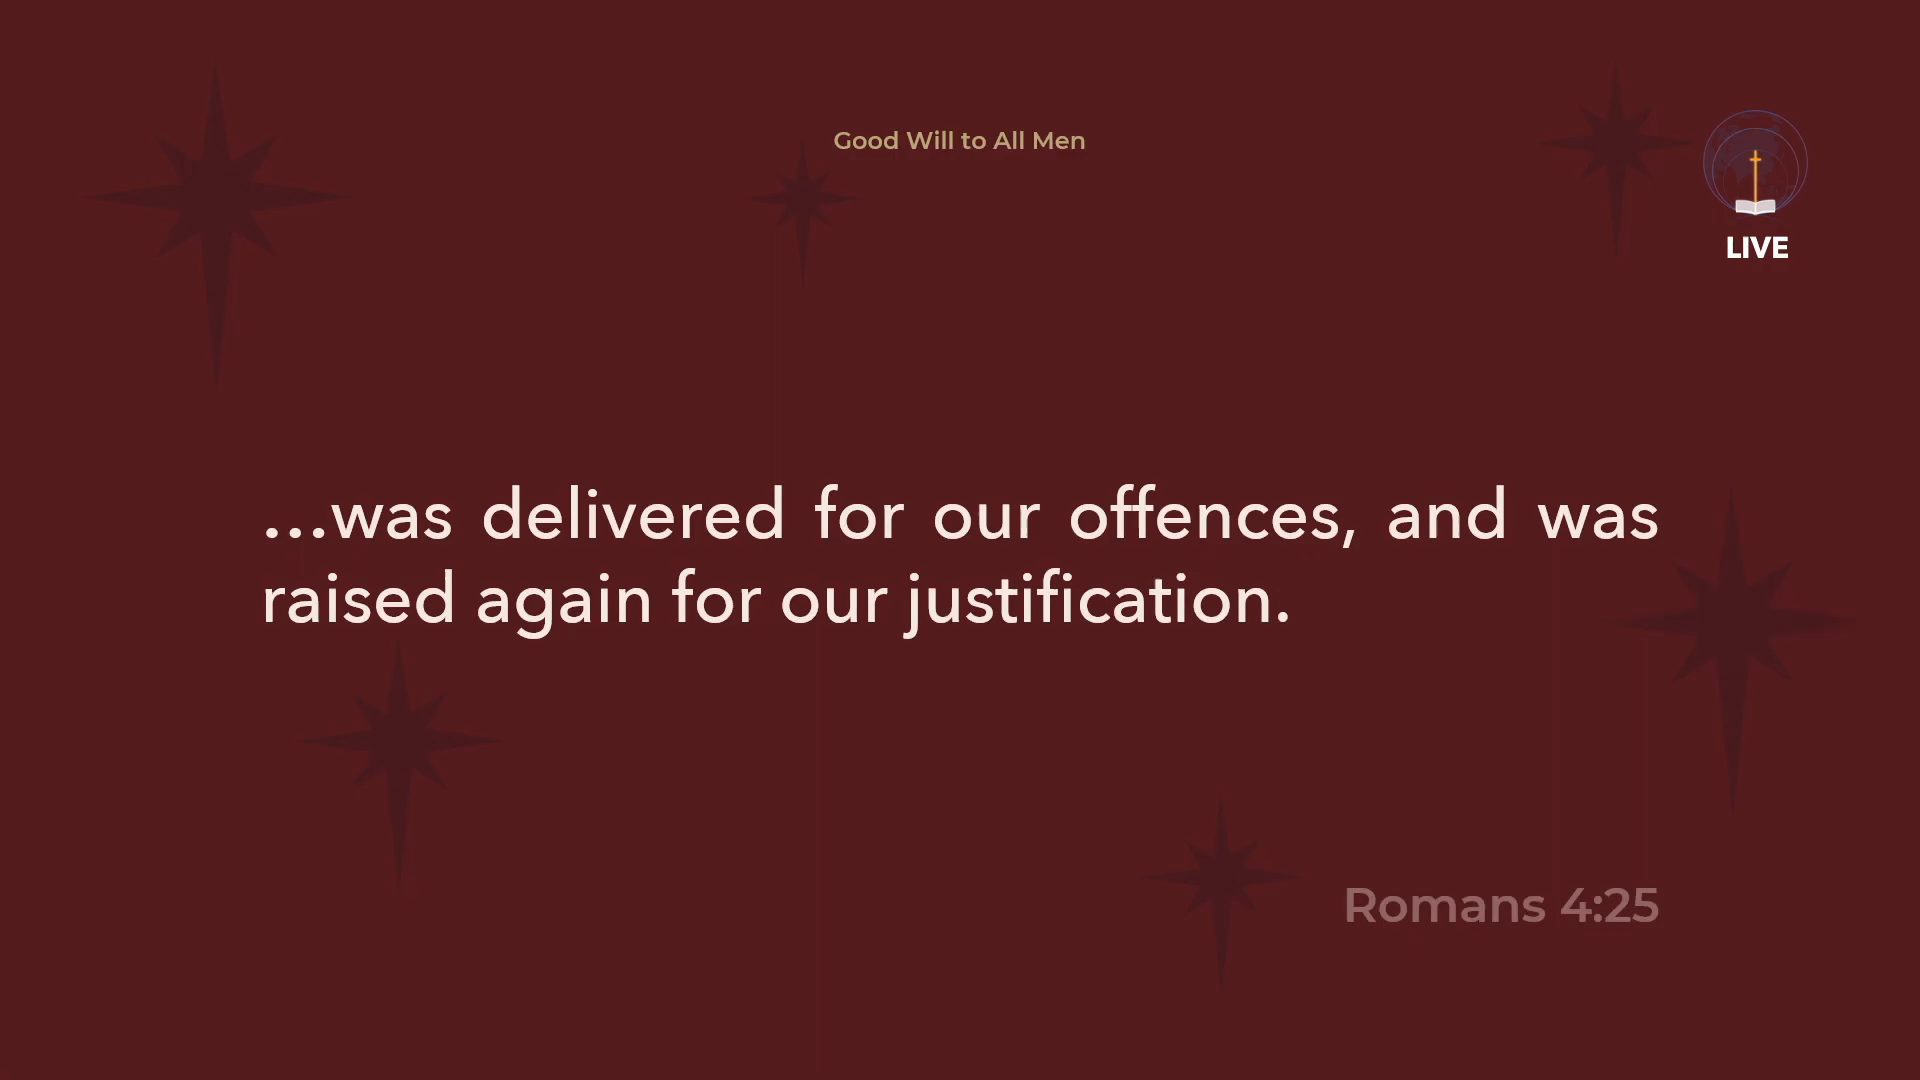 Good Will to All Men
LIVE
...was delivered for our offences, and was
raised again for our justification.
Romans 4:25